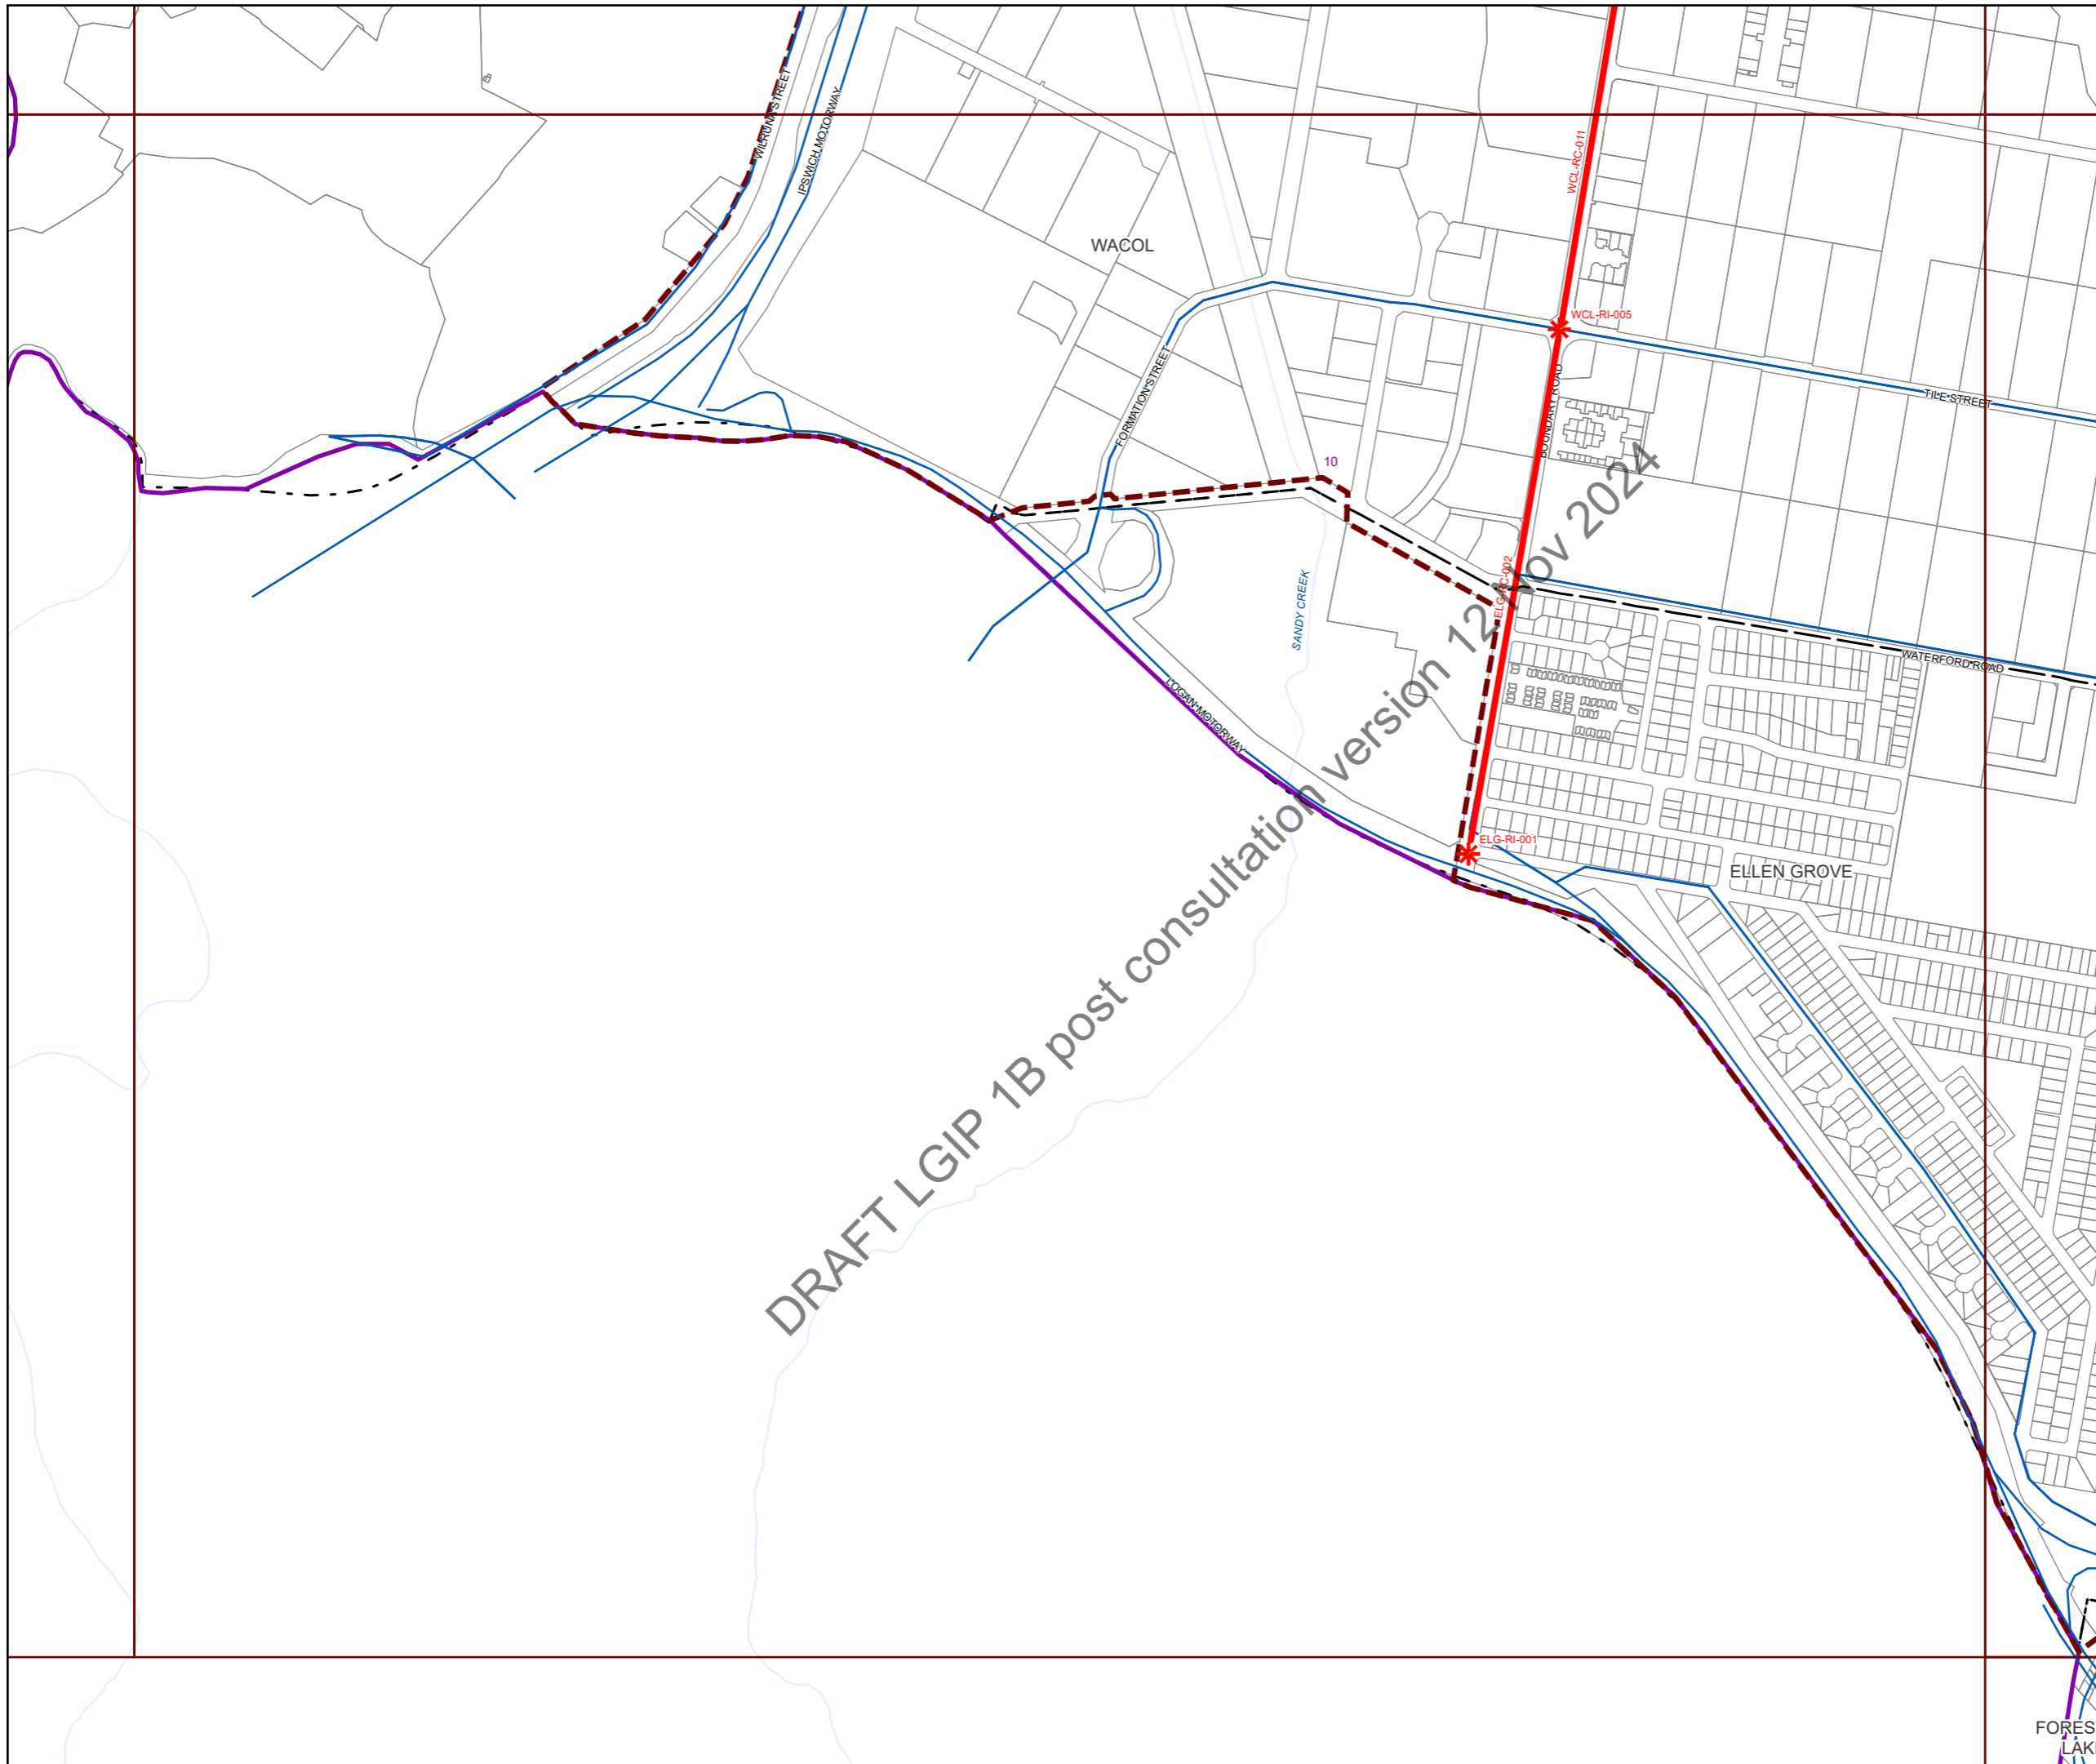 WILRUNA STREET
IPSWICH MOTORWAY
WCL-RC-011
WACOL
WCL-RI-005
FORMATION STREET
BOUNDARY ROAD
TILE STREET
10
ELG-RC-002
SANDY CREEK
WATERFORD ROAD
LOGAN MOTORWAY
ELG-RI-001
ELLEN GROVE
DRAFT LGIP 1B post consultation version 12 Nov 2024
FORES
LAK